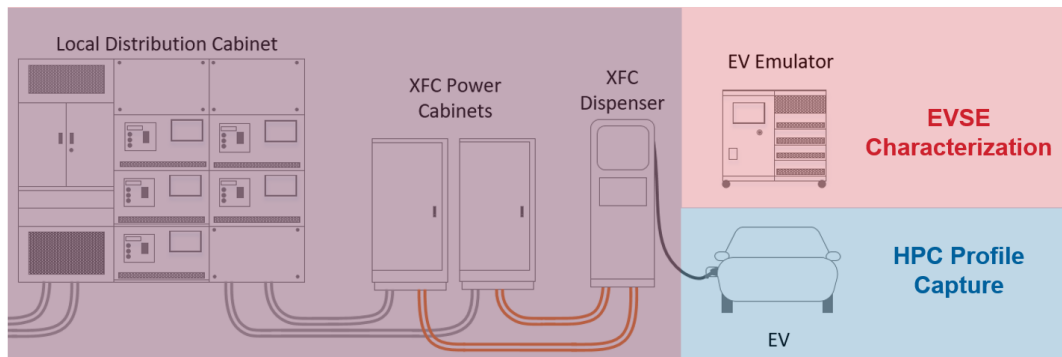 Local Distribution Cabinet
XFC Power
Cabinets
XFC
Dispenser
EV Emulator
EVSE
Characterization
HPC Profile
Capture
EV